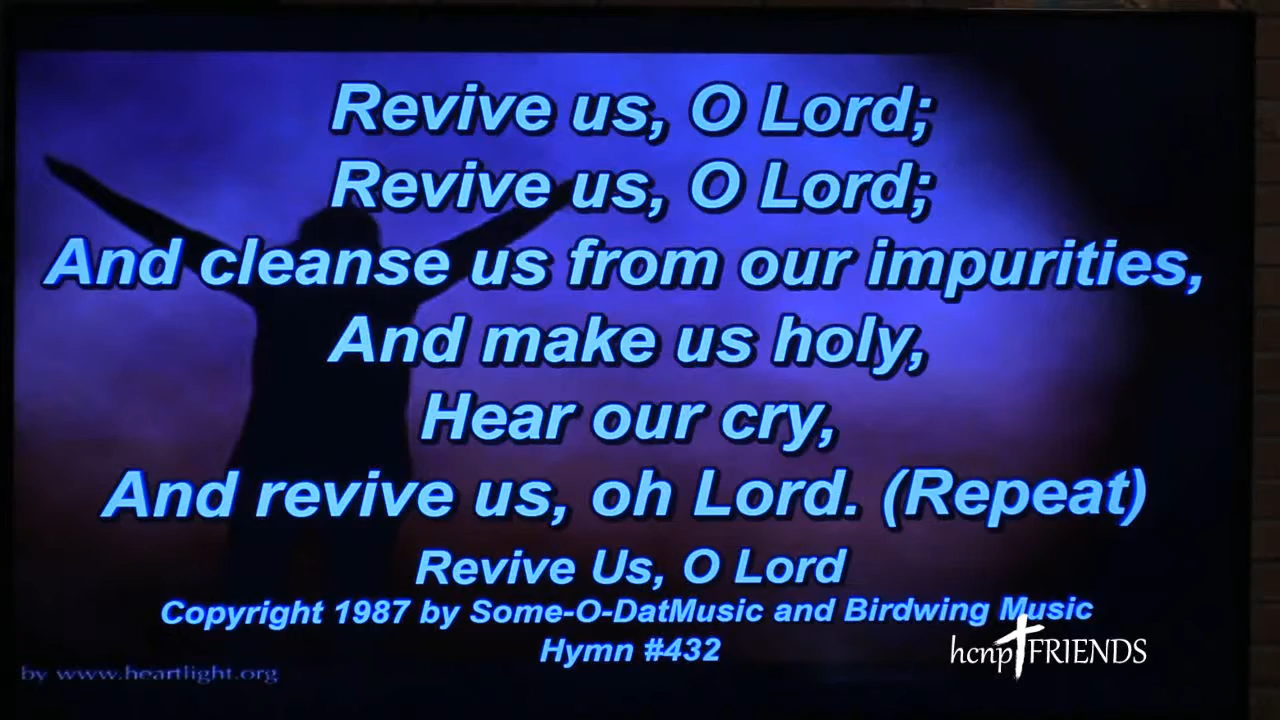 Revive us, O Lord;
Revive us, O Lord;
And cleanse us from our impurities,
And make us holy,
Hear our cry,
And revive us, oh Lord. (Repeat)
Revive Us, O Lord
Copyright 1987 by Some-O-DatMusic and Birdwing Music
Hymn #432
hcnp FRIENDS
by www.heartlight.org